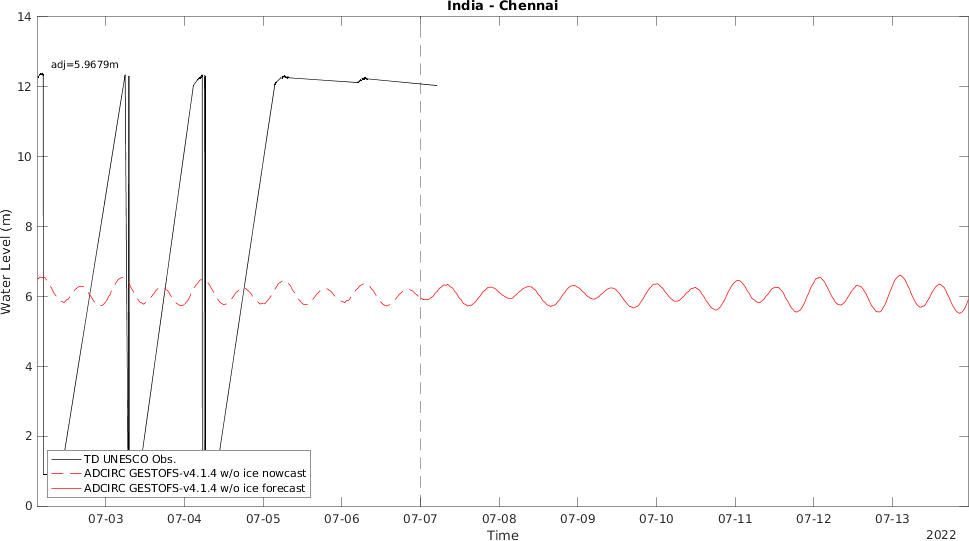 India - Chennai
14
12
10
8
6
4
2
0
Water Level (m)
adj=5.9679m
TD UNESCO Obs.
ADCIRC GESTOFS-v4.1.4 w/o ice nowcast
ADCIRC GESTOFS-v4.1.4 w/o ice forecast
07-03 07-04 07-05 07-06 07-07 07-08 07-09 07-10 07-11 07-12 07-13
Time
2022